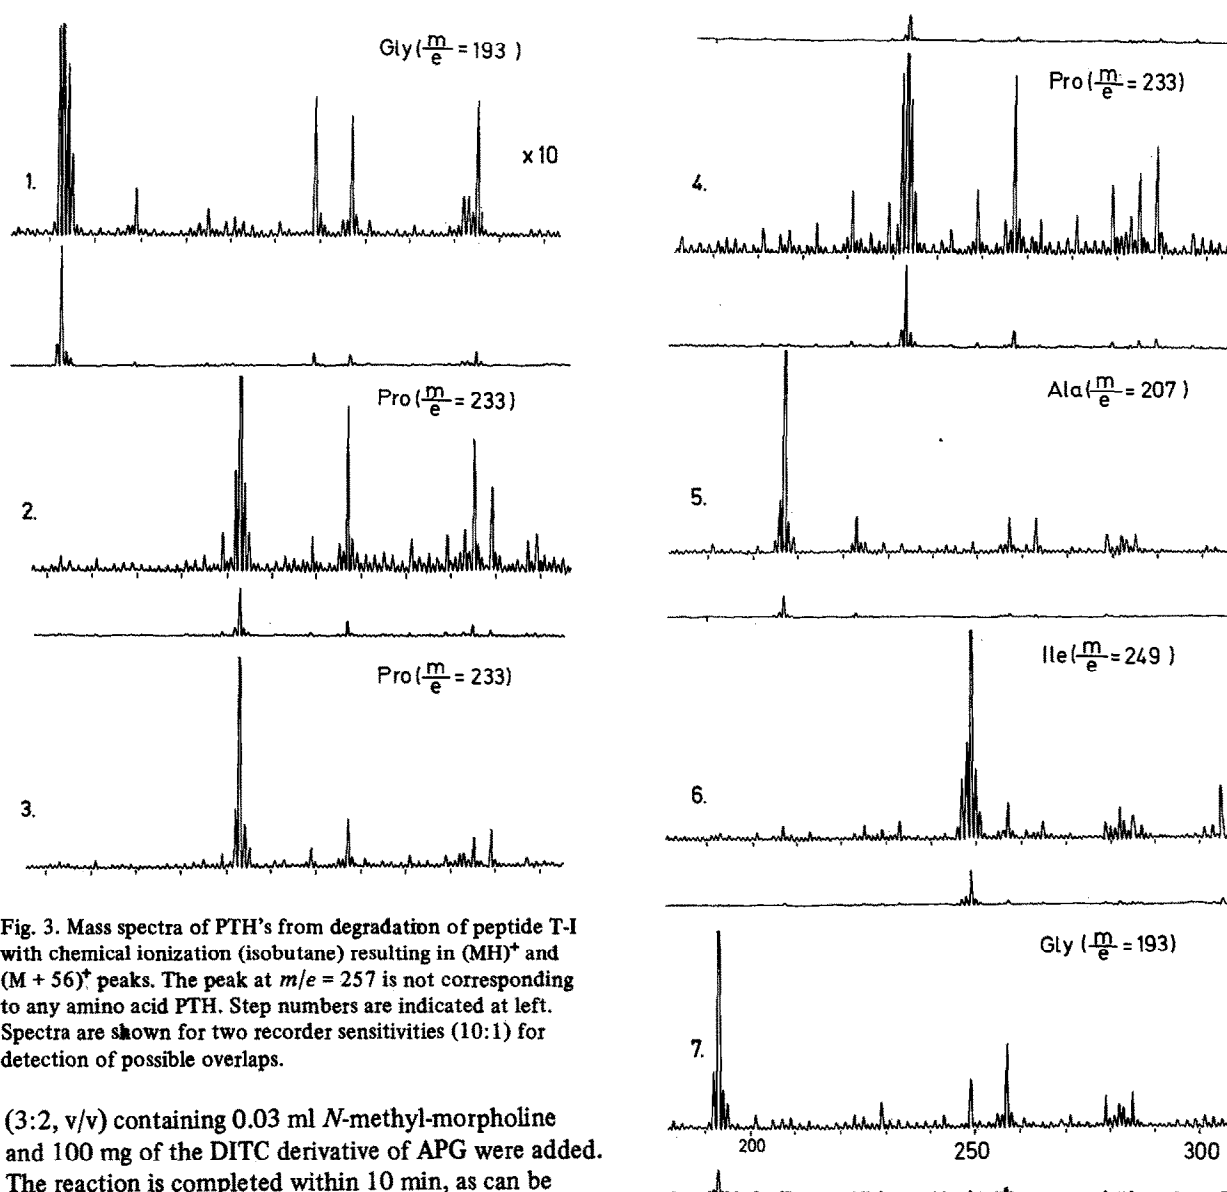 Gly ( m/e = 193 )
x 10
1.
Pro ( m/e = 233 )
2.
Pro ( m/e = 233 )
3.
Fig. 3. Mass spectra of PTH's from degradation of peptide T-I
with chemical ionization (isobutane) resulting in (MH)⁺ and
(M + 56)⁺ peaks. The peak at m/e = 257 is not corresponding
to any amino acid PTH. Step numbers are indicated at left.
Spectra are shown for two recorder sensitivities (10:1) for
detection of possible overlaps.
(3:2, v/v) containing 0.03 ml N-methyl-morpholine
and 100 mg of the DITC derivative of APG were added.
The reaction is completed within 10 min, as can be
Pro ( m/e = 233 )
4.
Ala ( m/e = 207 )
5.
Ile ( m/e = 249 )
6.
Gly ( m/e = 193 )
7.
200 250 300